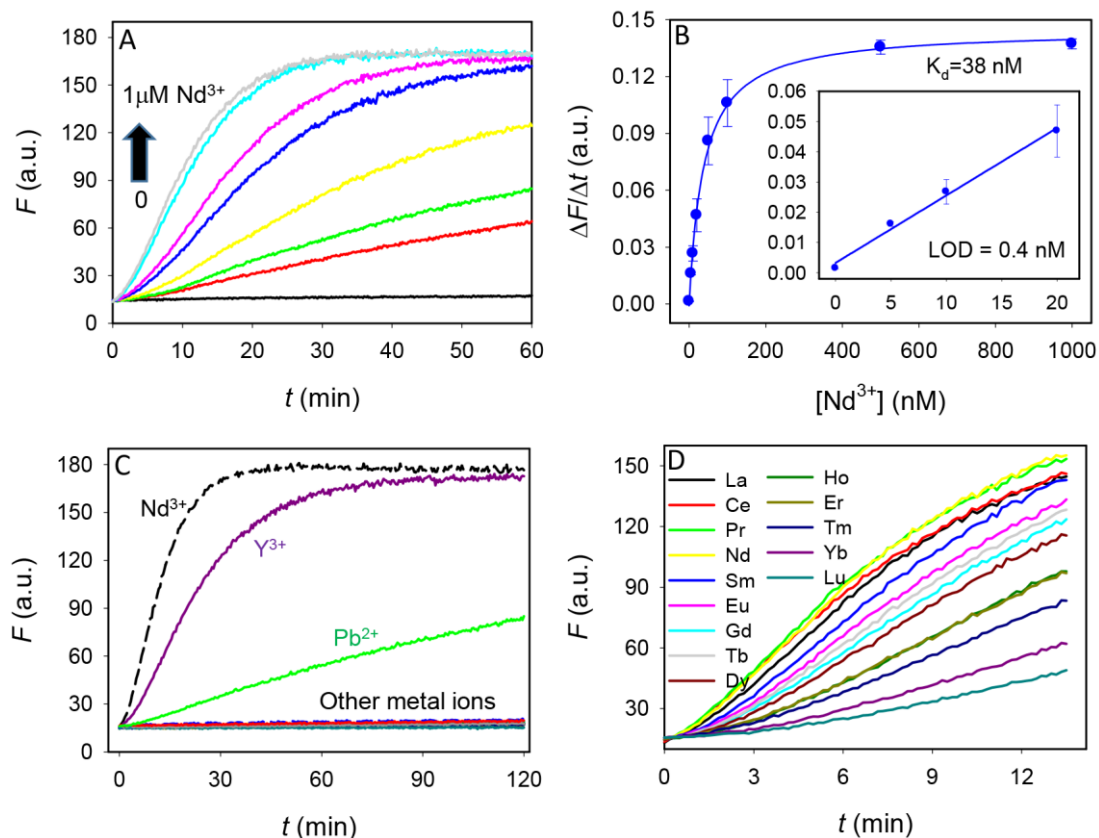 A
180
150
120
90
60
30
0
F (a.u.)
1μM Nd³⁺
0
0 10 20 30 40 50 60
t (min)
B
0.15
0.12
0.09
0.06
0.03
0.00
ΔF/Δt (a.u.)
K_d=38 nM
0.06
0.05
0.04
0.03
0.02
0.01
0.00
LOD = 0.4 nM
0 5 10 15 20
0 200 400 600 800 1000
[Nd³⁺] (nM)
C
180
150
120
90
60
30
0
F (a.u.)
Nd³⁺
Y³⁺
Pb²⁺
Other metal ions
0 30 60 90 120
t (min)
D
150
120
90
60
30
F (a.u.)
La
Ce
Pr
Nd
Sm
Eu
Gd
Tb
Dy
Ho
Er
Tm
Yb
Lu
0 3 6 9 12
t (min)